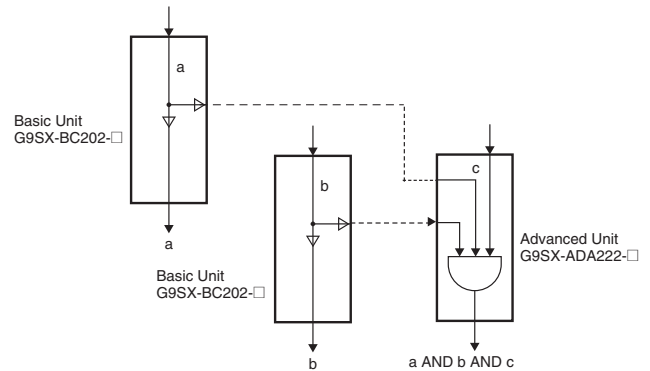 a
Basic Unit
G9SX-BC202-□
a
b
Basic Unit
G9SX-BC202-□
b
c
Advanced Unit
G9SX-ADA222-□
a AND b AND c